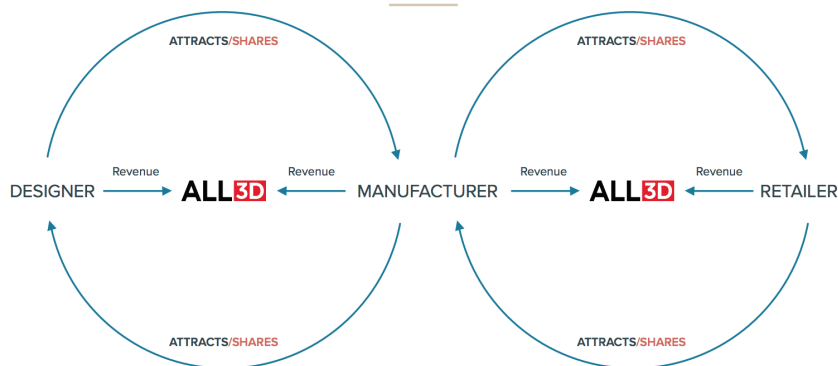 ATTRACTS/SHARES ATTRACTS/SHARES
Revenue Revenue Revenue Revenue
DESIGNER ALL3D MANUFACTURER ALL3D RETAILER
ATTRACTS/SHARES ATTRACTS/SHARES